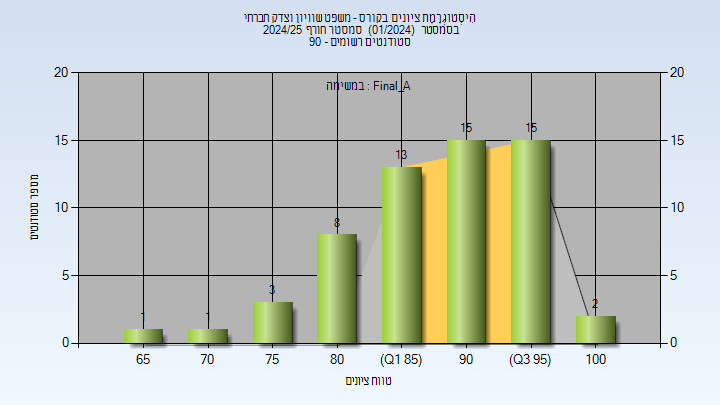 היסטוגרמת ציונים בקורס - משפט שוויון וצדק חברתי
בסמסטר (01/2024) סמסטר חורף 2024/25
סטודנטים רשומים - 90
במשימה : Final_A
מספר סטודנטים
20 20
15 15
10 10
5 5
0 0
1 1 3 8 13 15 15 2
65 70 75 80 (Q1 85) 90 (Q3 95) 100
טווח ציונים